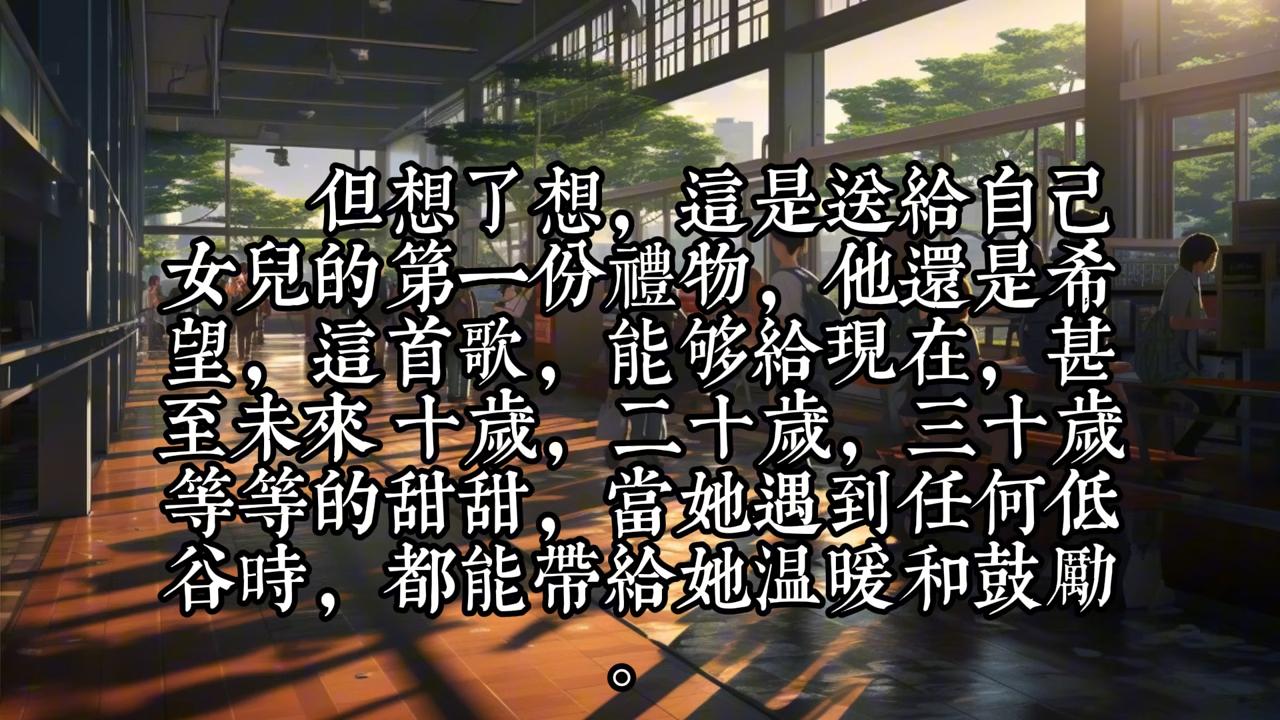 但想了想，這是送給自己
女兒的第一份禮物，他還是希
望，這首歌，能够給現在，甚
至未來 十歲，二十歲，三十歲
等等的甜甜，當她遇到任何低
谷時，都能帶給她温暖和鼓勵
。